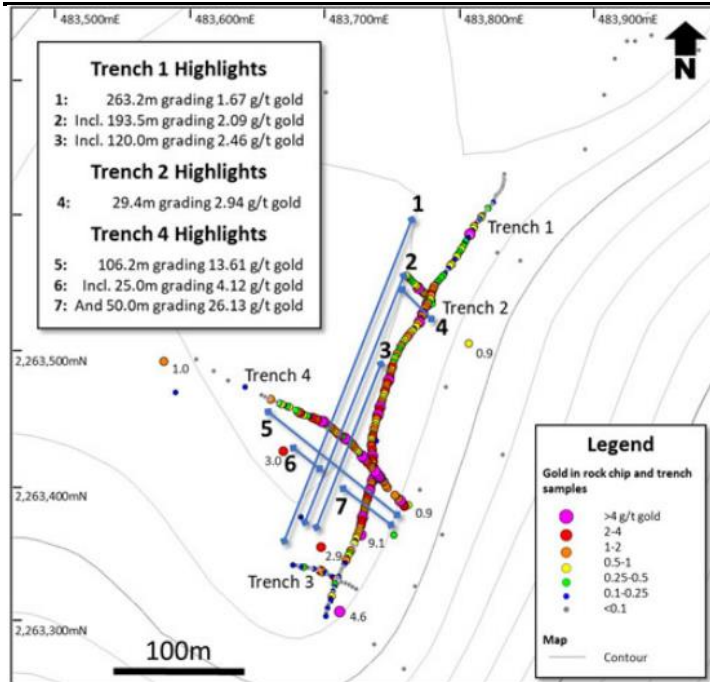 483,500mE 483,600mE 483,700mE 483,800mE 483,900mE
N
Trench 1 Highlights
1: 263.2m grading 1.67 g/t gold
2: Incl. 193.5m grading 2.09 g/t gold
3: Incl. 120.0m grading 2.46 g/t gold
Trench 2 Highlights
4: 29.4m grading 2.94 g/t gold
Trench 4 Highlights
5: 106.2m grading 13.61 g/t gold
6: Incl. 25.0m grading 4.12 g/t gold
7: And 50.0m grading 26.13 g/t gold
1
Trench 1
2
Trench 2
4
3
0.9
2,263,500mN
1.0
Trench 4
5
6
3.0
7
0.9
2,263,400mN
9.1
2.9
Trench 3
4.6
2,263,300mN
100m
Legend
Gold in rock chip and trench
samples
>4 g/t gold
2-4
1-2
0.5-1
0.25-0.5
0.1-0.25
<0.1
Map
Contour